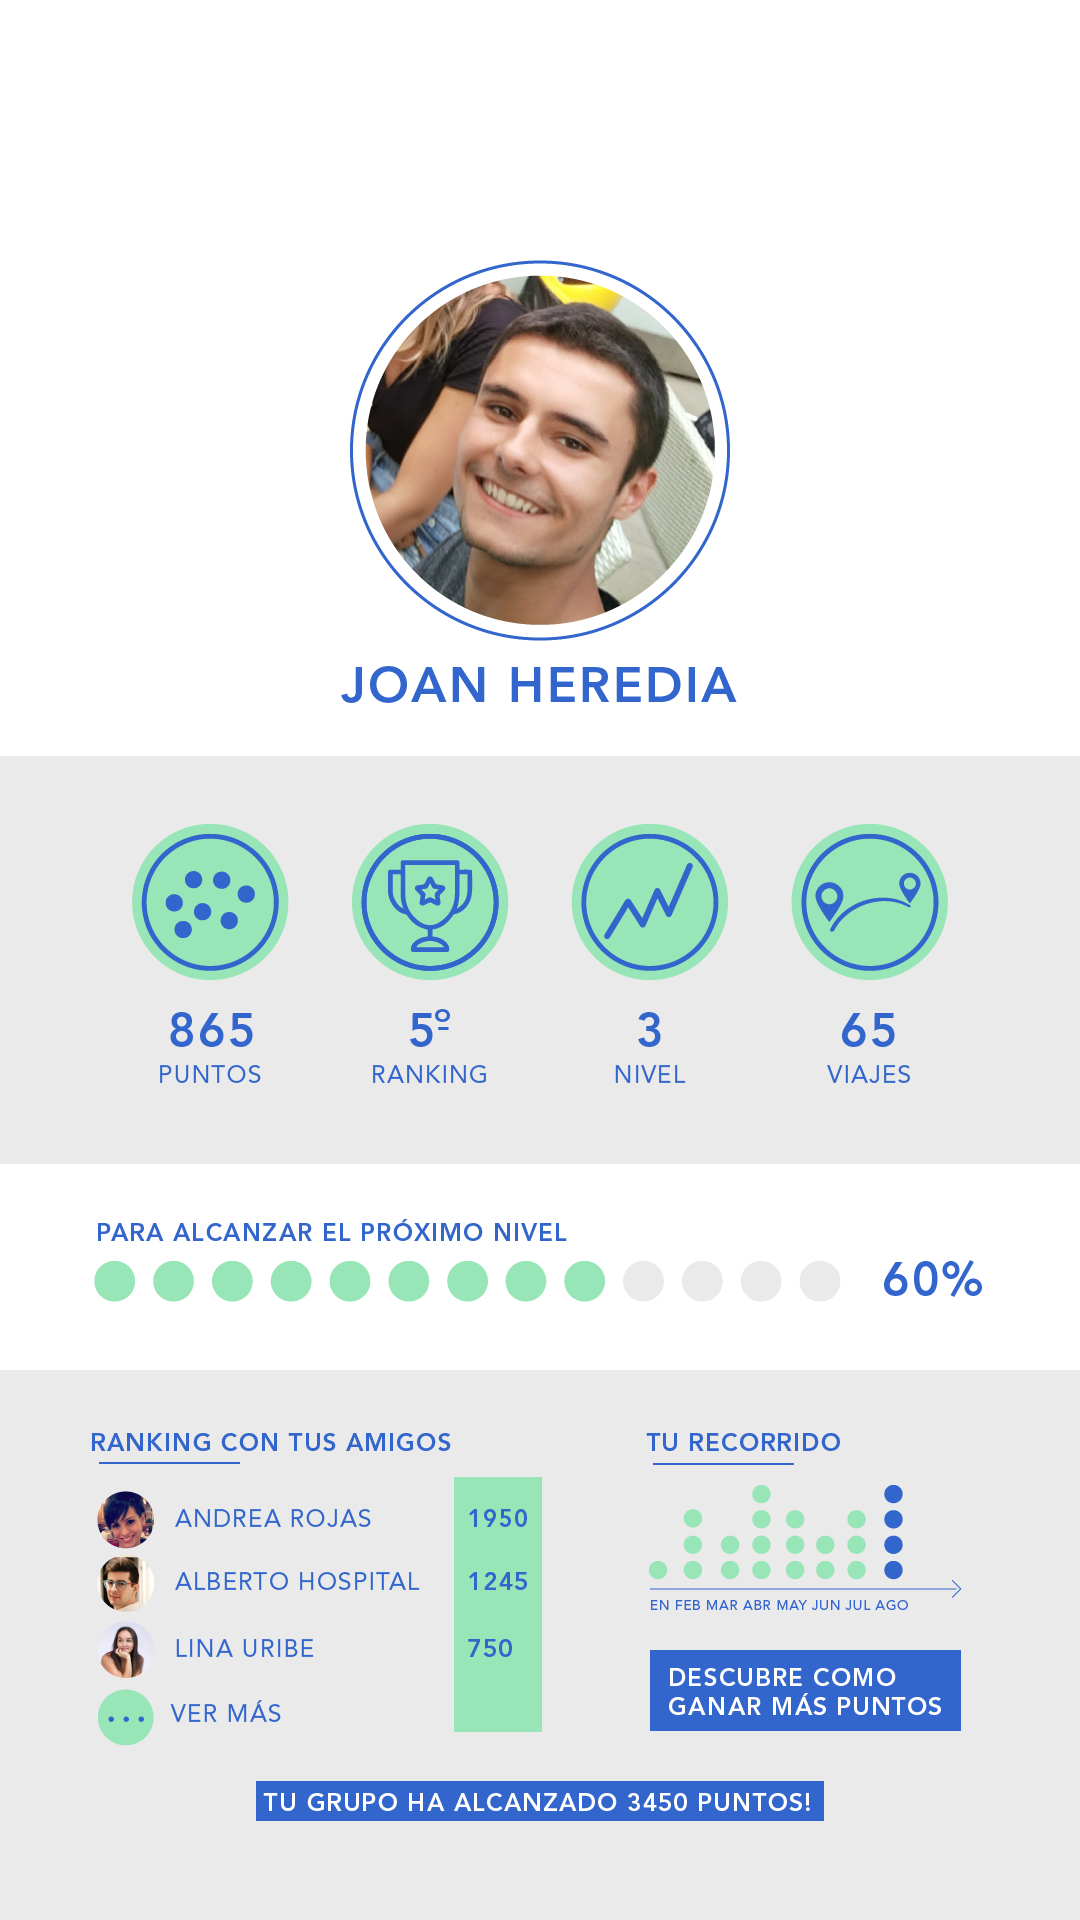 JOAN HEREDIA
865
PUNTOS
5º
RANKING
3
NIVEL
65
VIAJES
PARA ALCANZAR EL PRÓXIMO NIVEL
60%
RANKING CON TUS AMIGOS
ANDREA ROJAS 1950
ALBERTO HOSPITAL 1245
LINA URIBE 750
VER MÁS
TU RECORRIDO
EN FEB MAR ABR MAY JUN JUL AGO
DESCUBRE COMO
GANAR MÁS PUNTOS
TU GRUPO HA ALCANZADO 3450 PUNTOS!